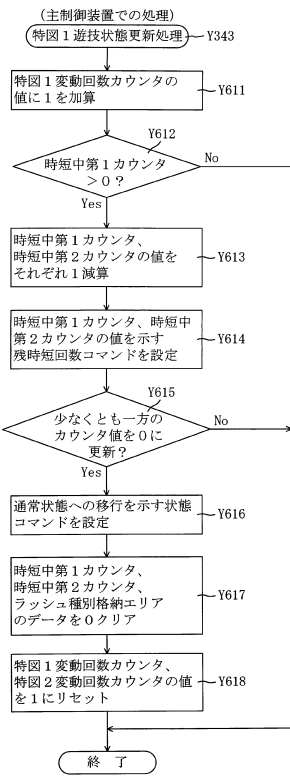 (主制御装置での処理)
特図１遊技状態更新処理
Y343
特図１変動回数カウンタの
値に１を加算
Y611
Y612
時短中第１カウンタ
＞０？
No
Yes
時短中第１カウンタ、
時短中第２カウンタの値を
それぞれ１減算
Y613
時短中第１カウンタ、時短中
第２カウンタの値を示す
残時短回数コマンドを設定
Y614
Y615
少なくとも一方の
カウンタ値を０に
更新？
No
Yes
通常状態への移行を示す状態
コマンドを設定
Y616
時短中第１カウンタ、
時短中第２カウンタ、
ラッシュ種別格納エリア
のデータを０クリア
Y617
特図１変動回数カウンタ、
特図２変動回数カウンタの値
を１にリセット
Y618
終 了